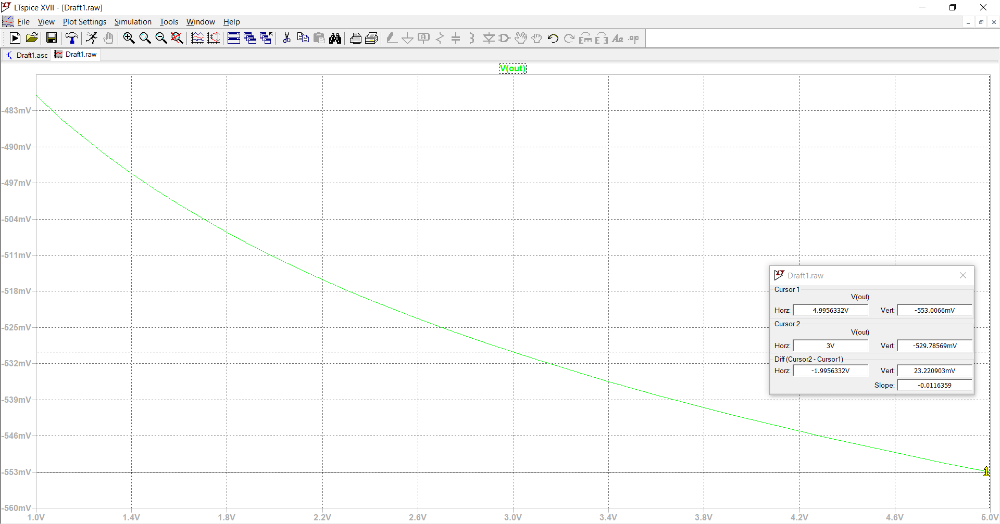 LTspice XVII - [Draft1.raw]
File View Plot Settings Simulation Tools Window Help
Draft1.asc Draft1.raw
V(out)
-483mV
-490mV
-497mV
-504mV
-511mV
-518mV
-525mV
-532mV
-539mV
-546mV
-553mV
-560mV
1.0V 1.4V 1.8V 2.2V 2.6V 3.0V 3.4V 3.8V 4.2V 4.6V 5.0V
1
Draft1.raw
Cursor 1
V(out)
Horz: 4.9956332V Vert: -553.0066mV
Cursor 2
V(out)
Horz: 3V Vert: -529.78569mV
Diff (Cursor2 - Cursor1)
Horz: -1.9956332V Vert: 23.220903mV
Slope: -0.0116359